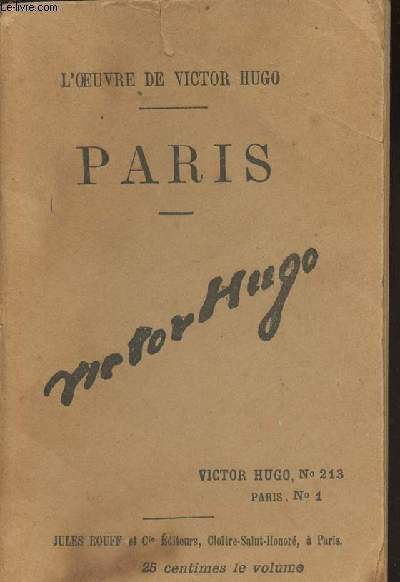 www.le-livre.com
L'ŒUVRE DE VICTOR HUGO
PARIS
Victor Hugo
VICTOR HUGO, No 213
PARIS, No 1
JULES ROUFF et Cie Éditeurs, Cloître-Saint-Honoré, à Paris.
25 centimes le volume